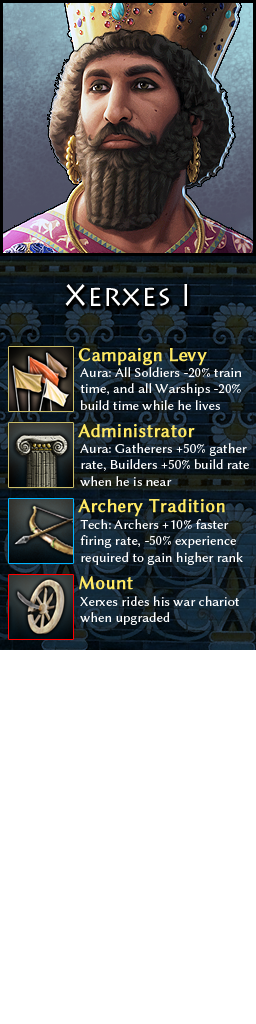 Xerxes I
Campaign Levy
Aura: All Soldiers -20% train
time, and all Warships -20%
build time while he lives
Administrator
Aura: Gatherers +50% gather
rate, Builders +50% build rate
when he is near
Archery Tradition
Tech: Archers +10% faster
firing rate, -50% experience
required to gain higher rank
Mount
Xerxes rides his war chariot
when upgraded